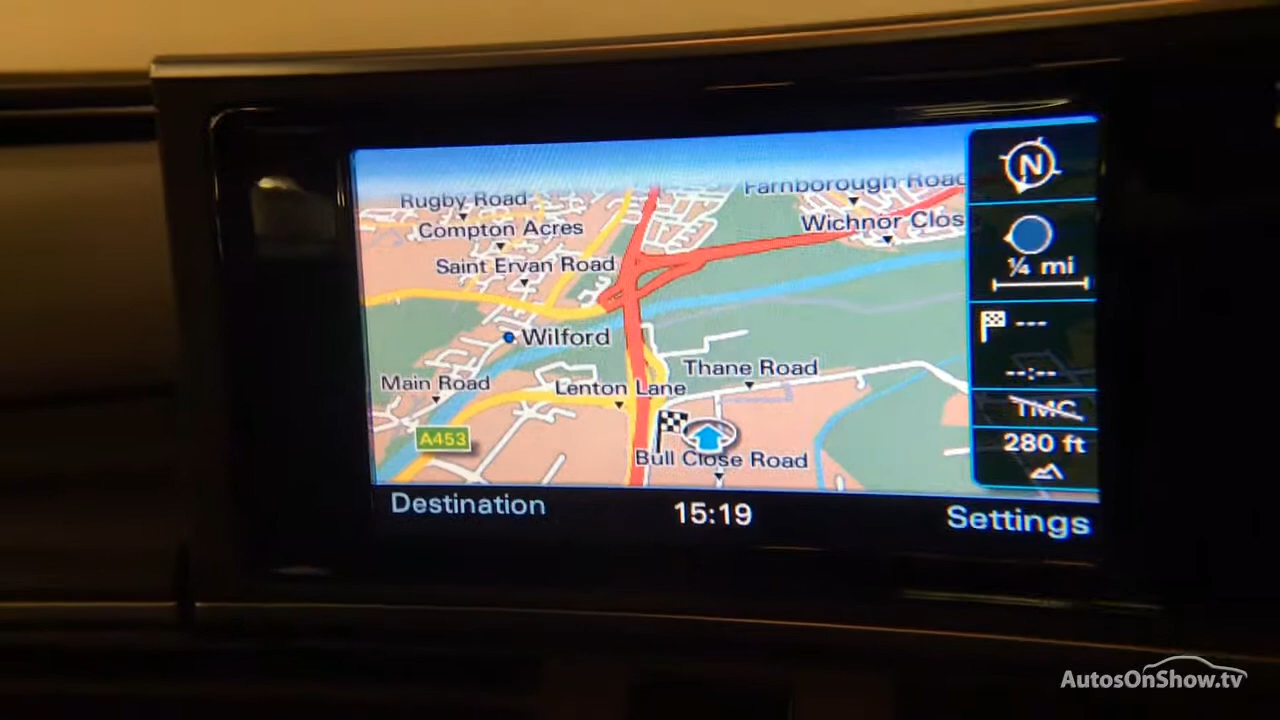 Rugby Road
Farnborough Road
Compton Acres
Wichnor Clos
Saint Ervan Road
N
¼ mi
Wilford
---
--:--
Main Road
Lenton Lane
Thane Road
TMC
A453
280 ft
Bull Close Road
Destination
15:19
Settings
AutosOnShow.tv